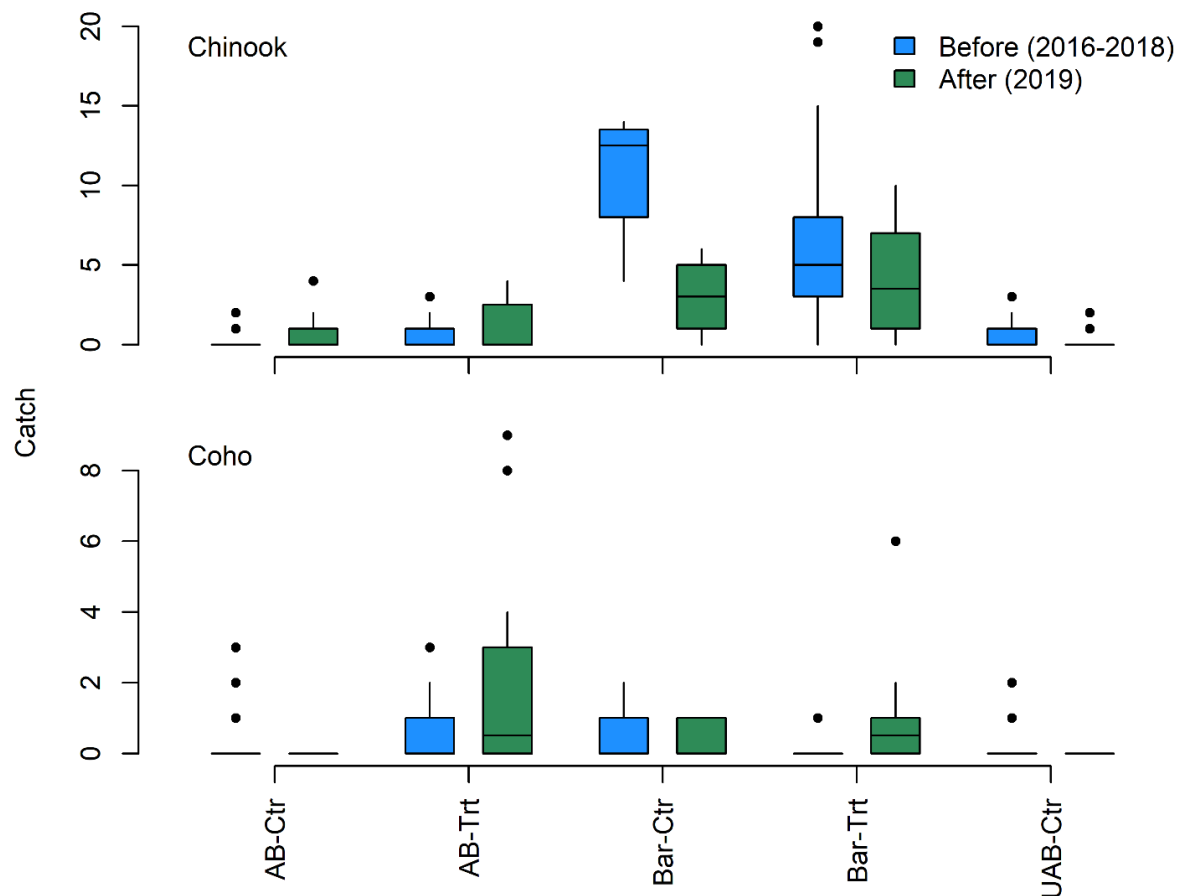 Chinook
Before (2016-2018)
After (2019)
20
15
10
5
0
Catch
Coho
8
6
4
2
0
AB-Ctr
AB-Trt
Bar-Ctr
Bar-Trt
UAB-Ctr